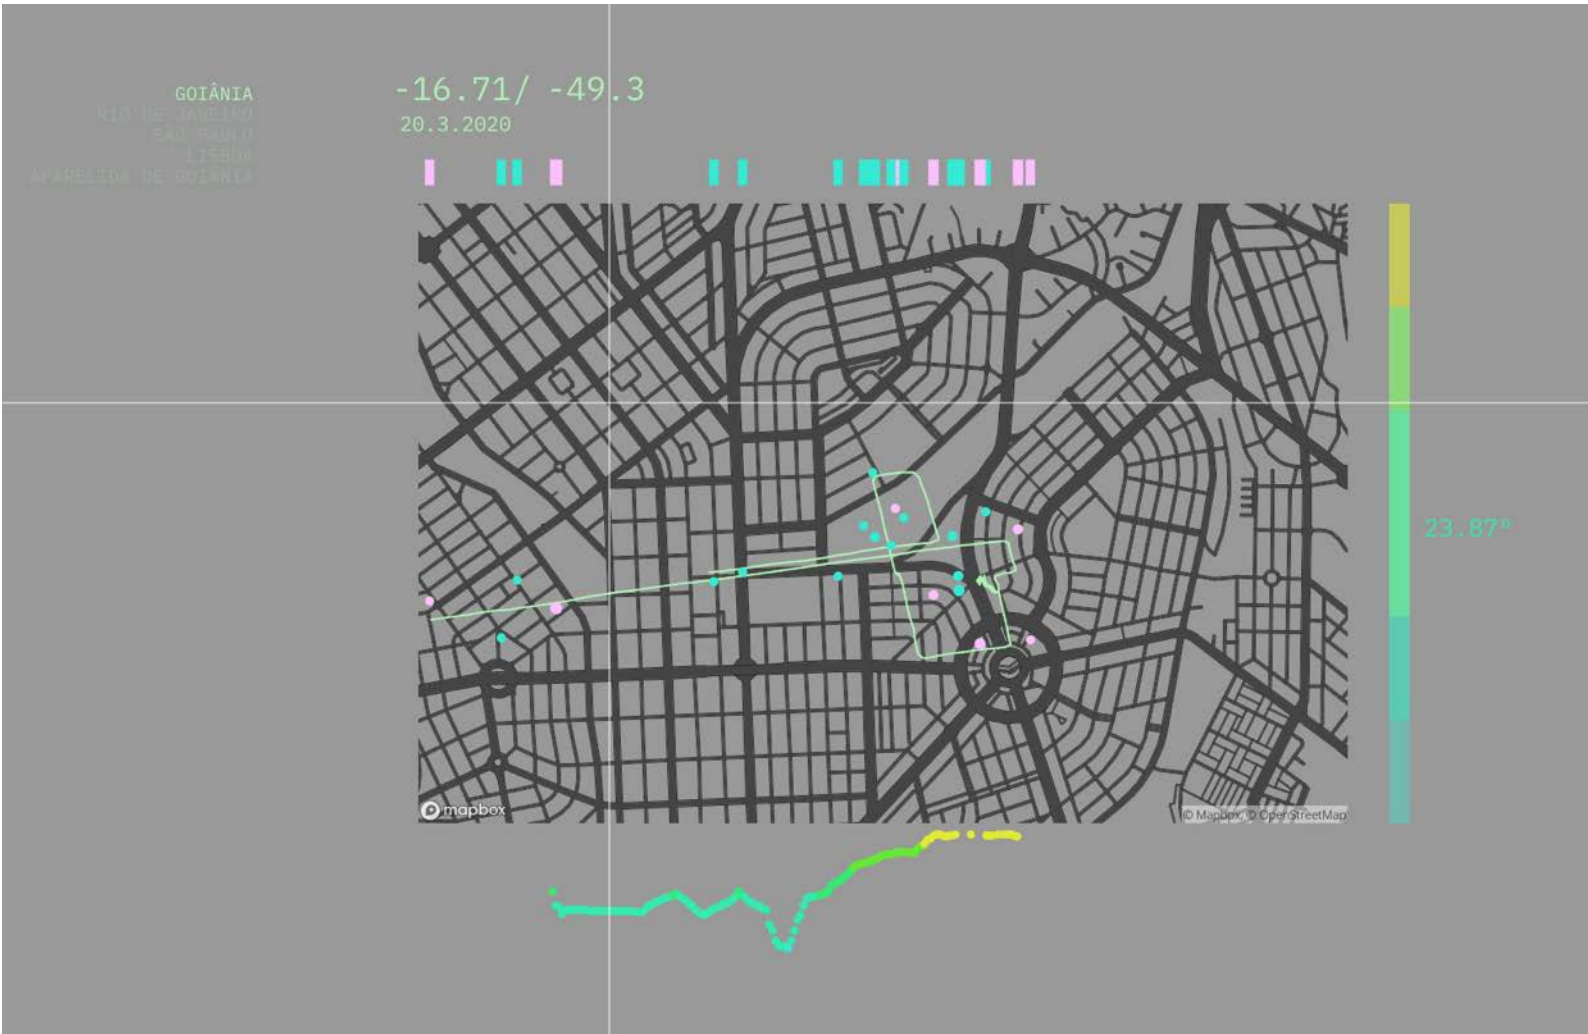 GOIÂNIA
RIO DE JANEIRO
SÃO PAULO
LISBOA
APARECIDA DE GOIÂNIA
-16.71/ -49.3
20.3.2020
23.87º
mapbox
© Mapbox, © OpenStreetMap